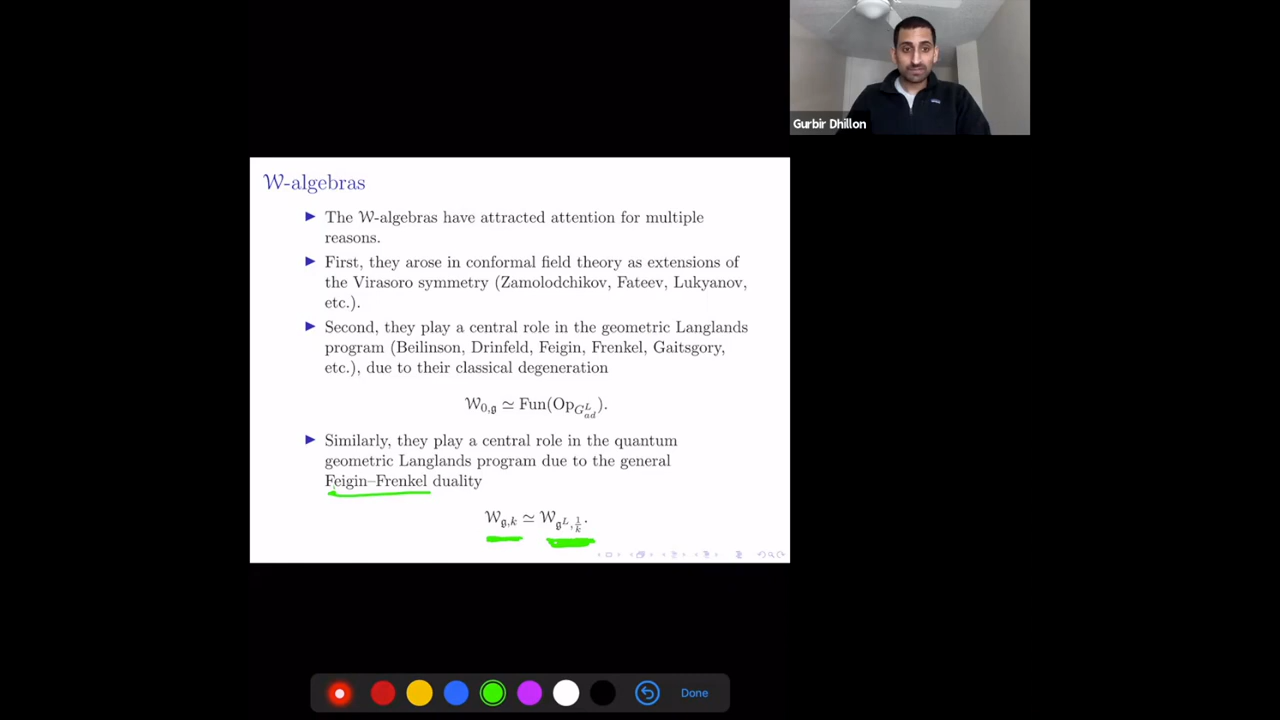 Gurbir Dhillon
W-algebras
▶ The W-algebras have attracted attention for multiple
reasons.
▶ First, they arose in conformal field theory as extensions of
the Virasoro symmetry (Zamolodchikov, Fateev, Lukyanov,
etc.).
▶ Second, they play a central role in the geometric Langlands
program (Beilinson, Drinfeld, Feigin, Frenkel, Gaitsgory,
etc.), due to their classical degeneration
𝒲_{0,𝔤} ≃ Fun(Op_{G^L_{ad}}).
▶ Similarly, they play a central role in the quantum
geometric Langlands program due to the general
Feigin–Frenkel duality
𝒲_{𝔤,k} ≃ 𝒲_{𝔤^L, 1/k}.
Done